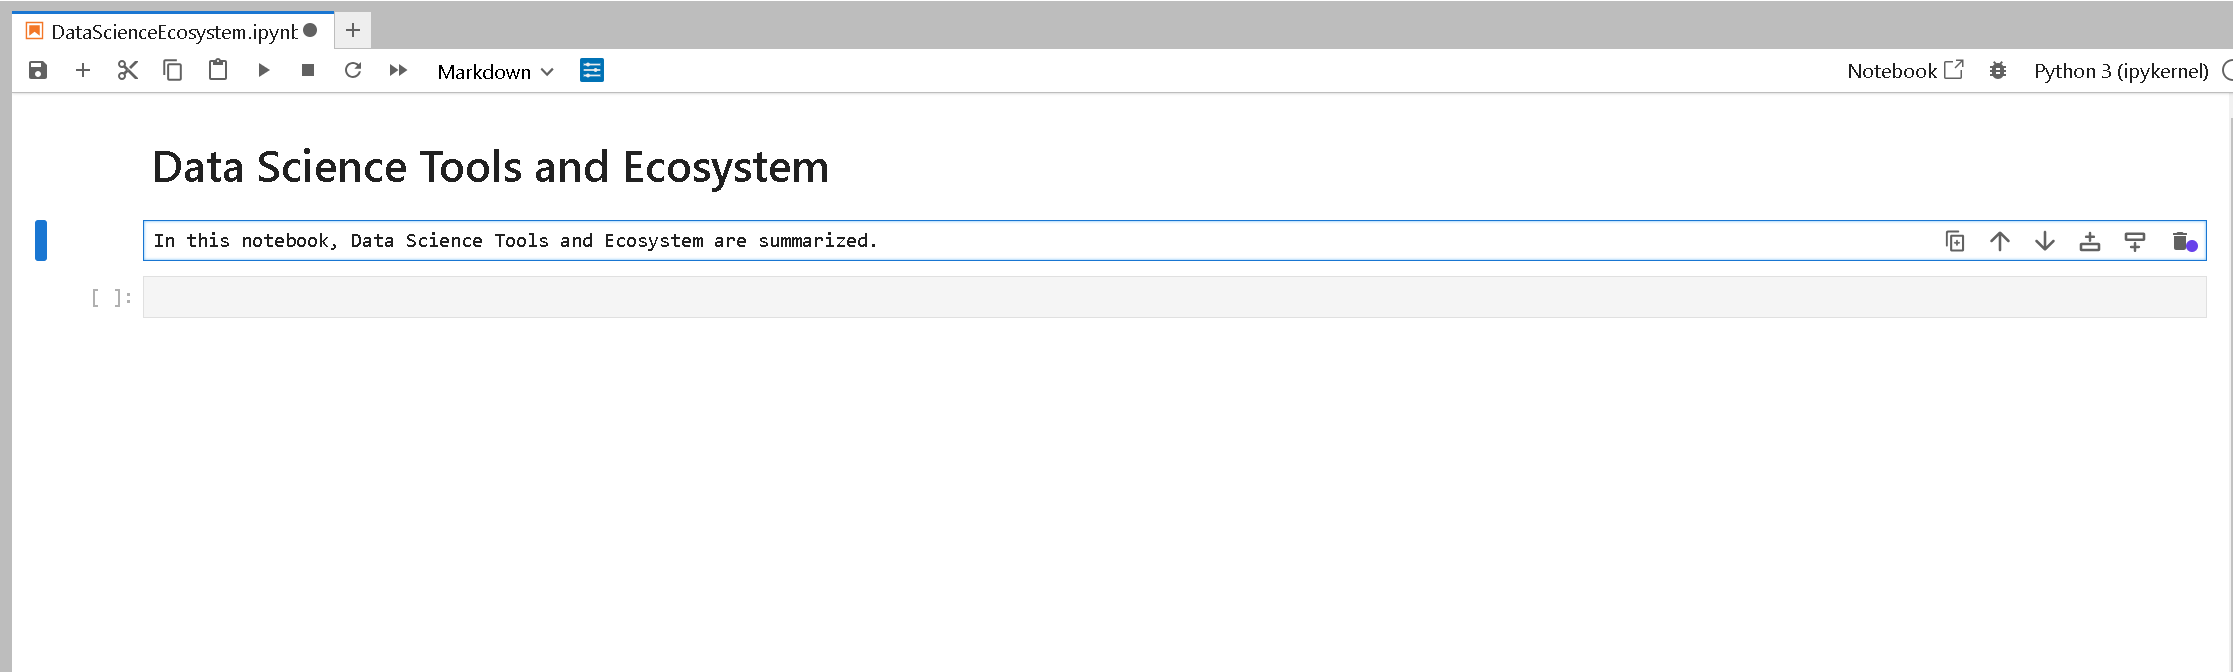 DataScienceEcosystem.ipynb
Markdown
Notebook
Python 3 (ipykernel)
Data Science Tools and Ecosystem
In this notebook, Data Science Tools and Ecosystem are summarized.
[ ]: